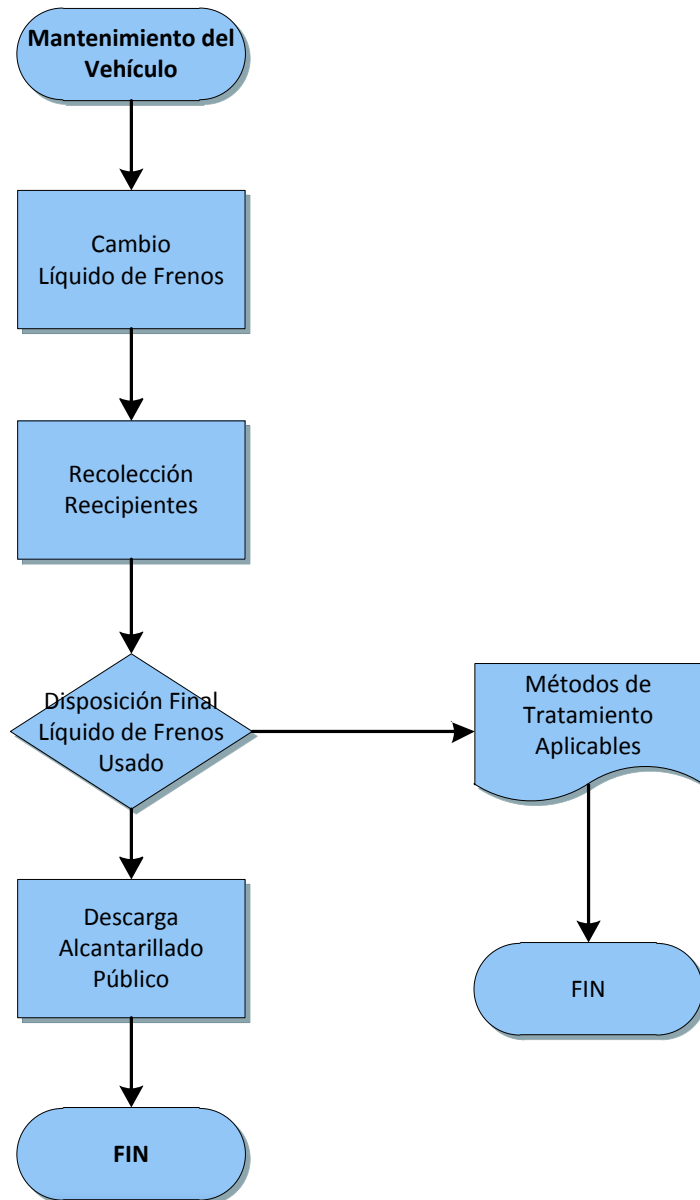 Mantenimiento del
Vehículo
Cambio
Líquido de Frenos
Recolección
Reecipientes
Disposición Final
Líquido de Frenos
Usado
Métodos de
Tratamiento
Aplicables
Descarga
Alcantarillado
Público
FIN
FIN